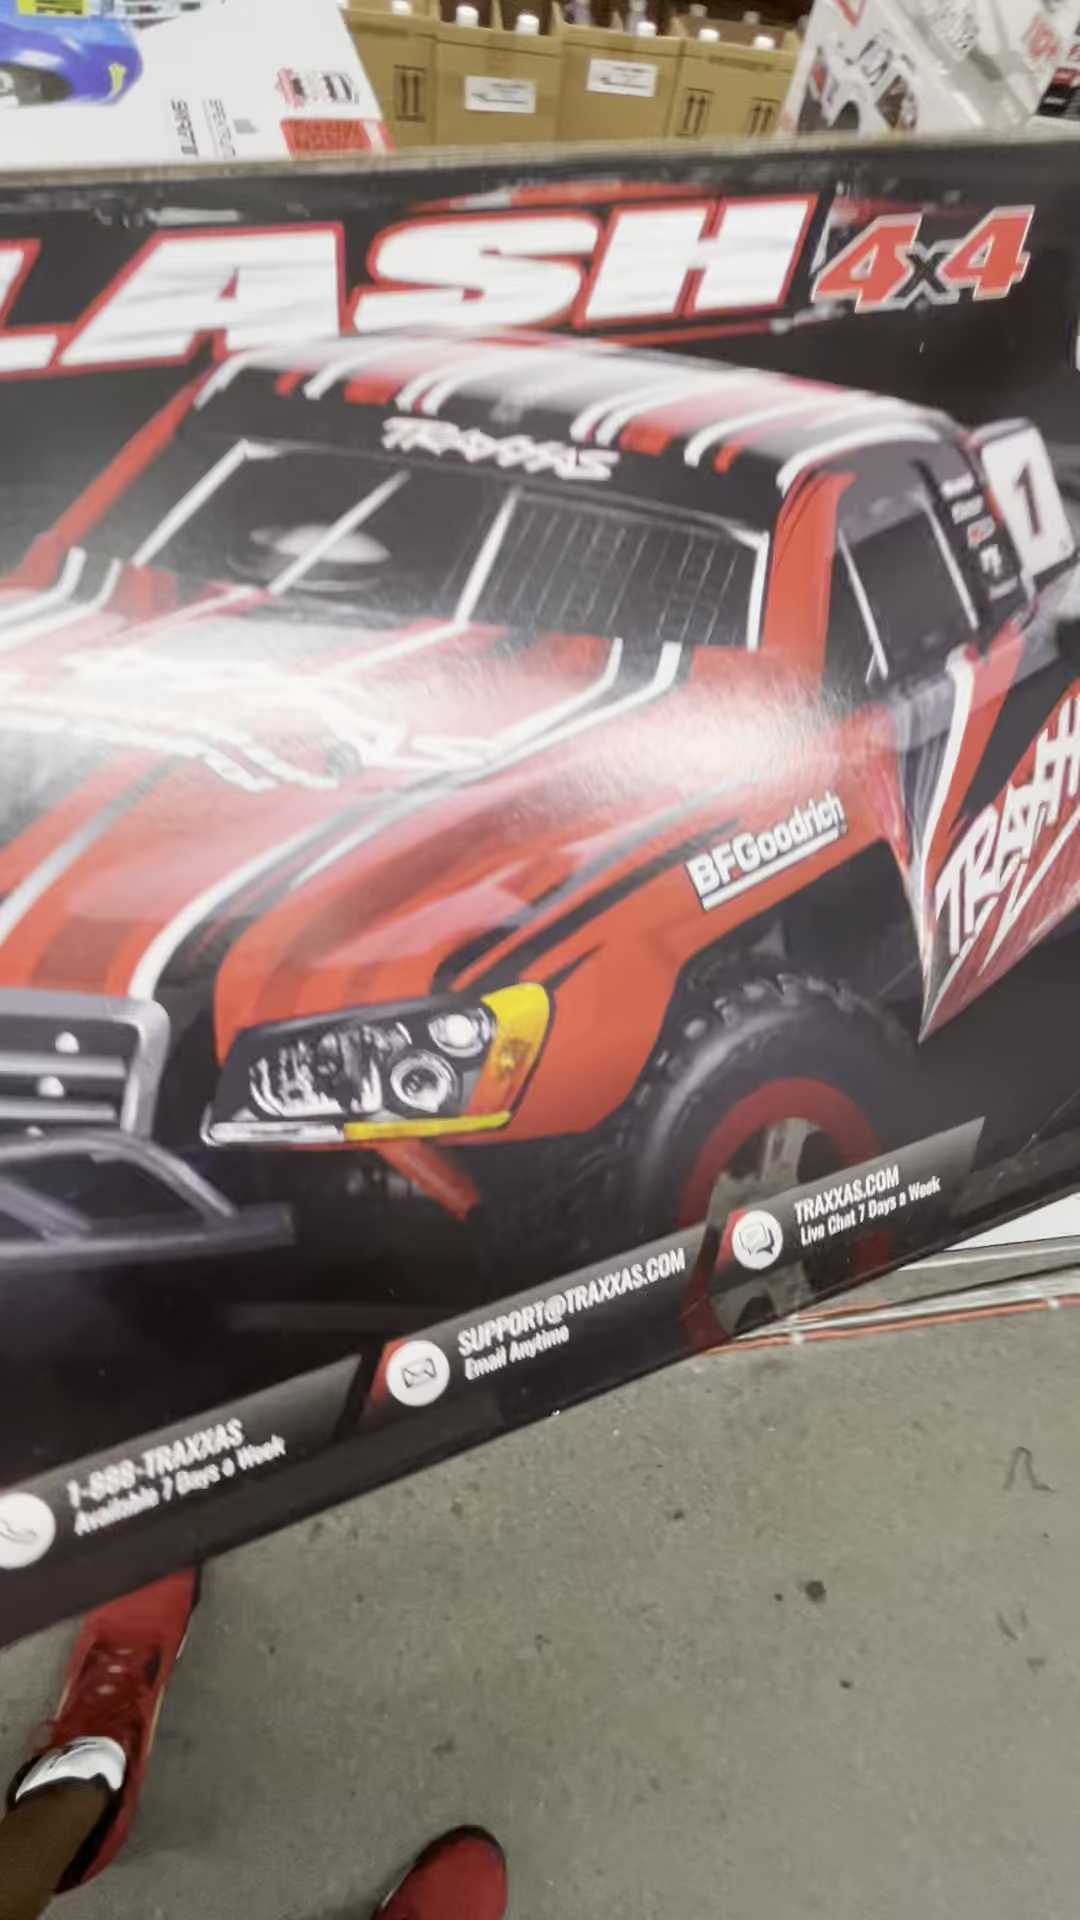 LASH 4x4
TRAXXAS
1
BFGoodrich
TRAXXAS.COM
Live Chat 7 Days a Week
SUPPORT@TRAXXAS.COM
Email Anytime
1-888-TRAXXAS
Available 7 Days a Week